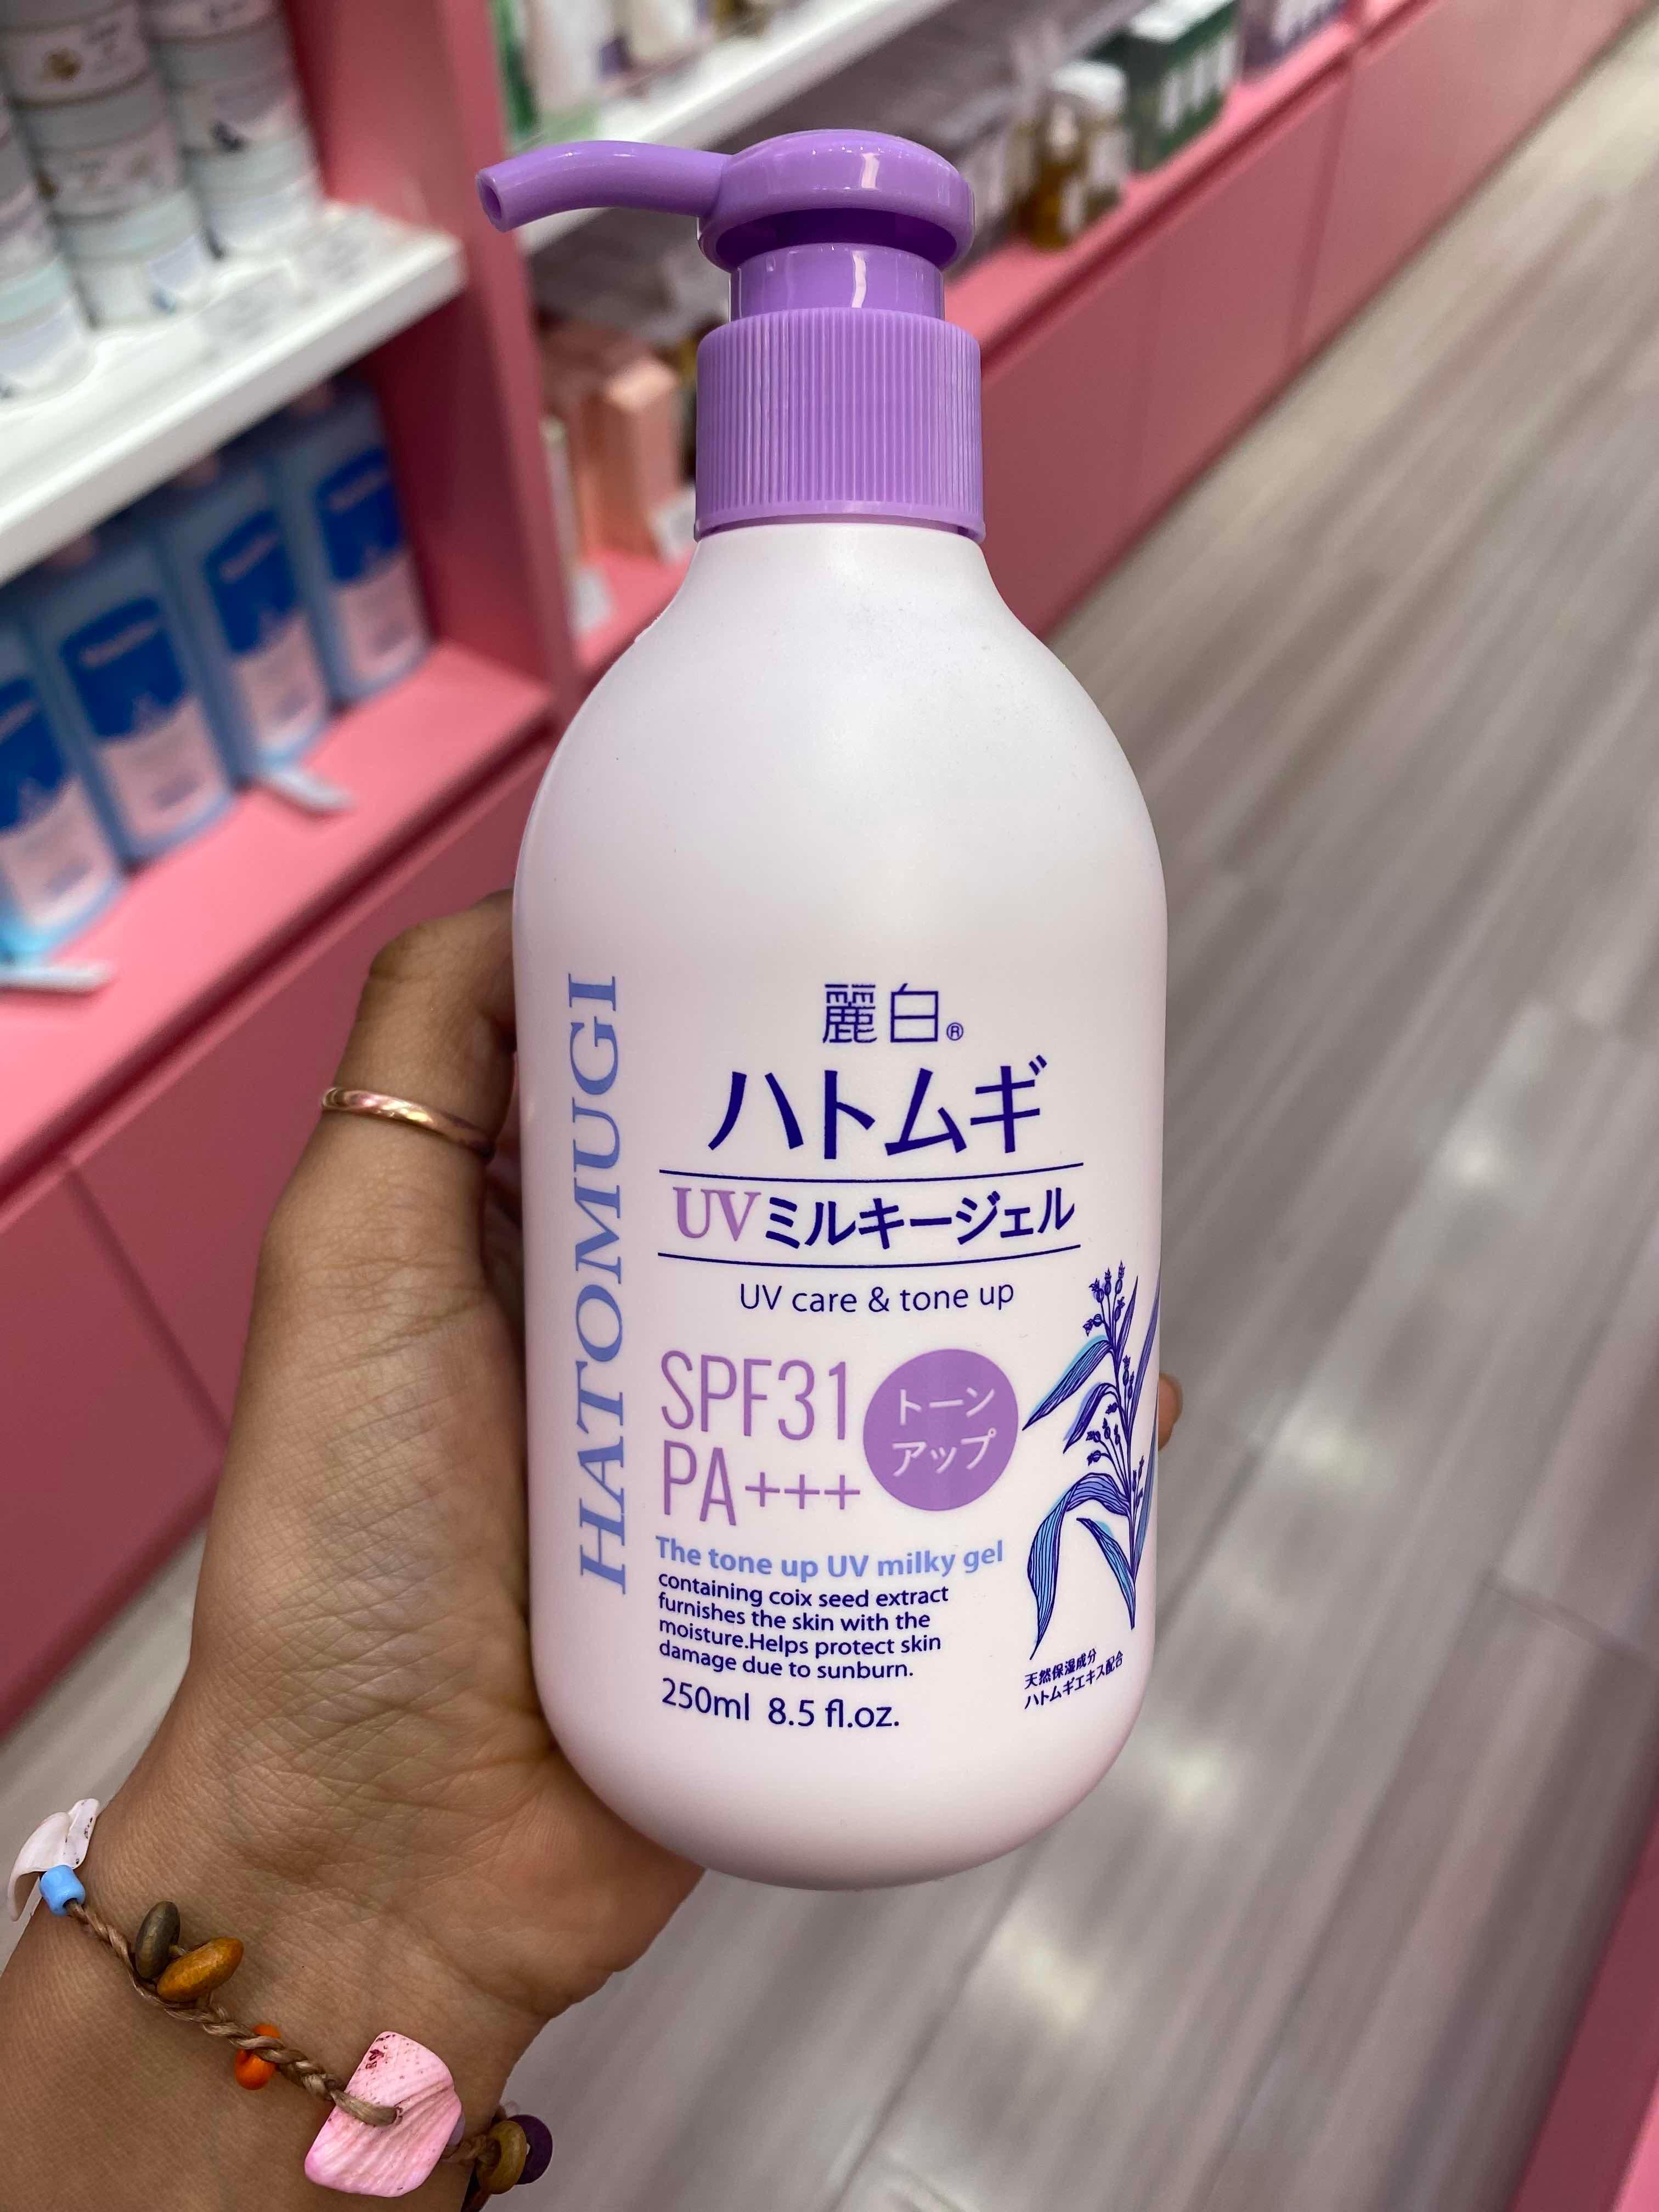 麗白®
ハトムギ
UVミルキージェル
UV care & tone up
SPF31
PA+++
トーン
アップ
The tone up UV milky gel
containing coix seed extract
furnishes the skin with the
moisture.Helps protect skin
damage due to sunburn.
250ml 8.5 fl.oz.
天然保湿成分
ハトムギエキス配合
HATOMUGI